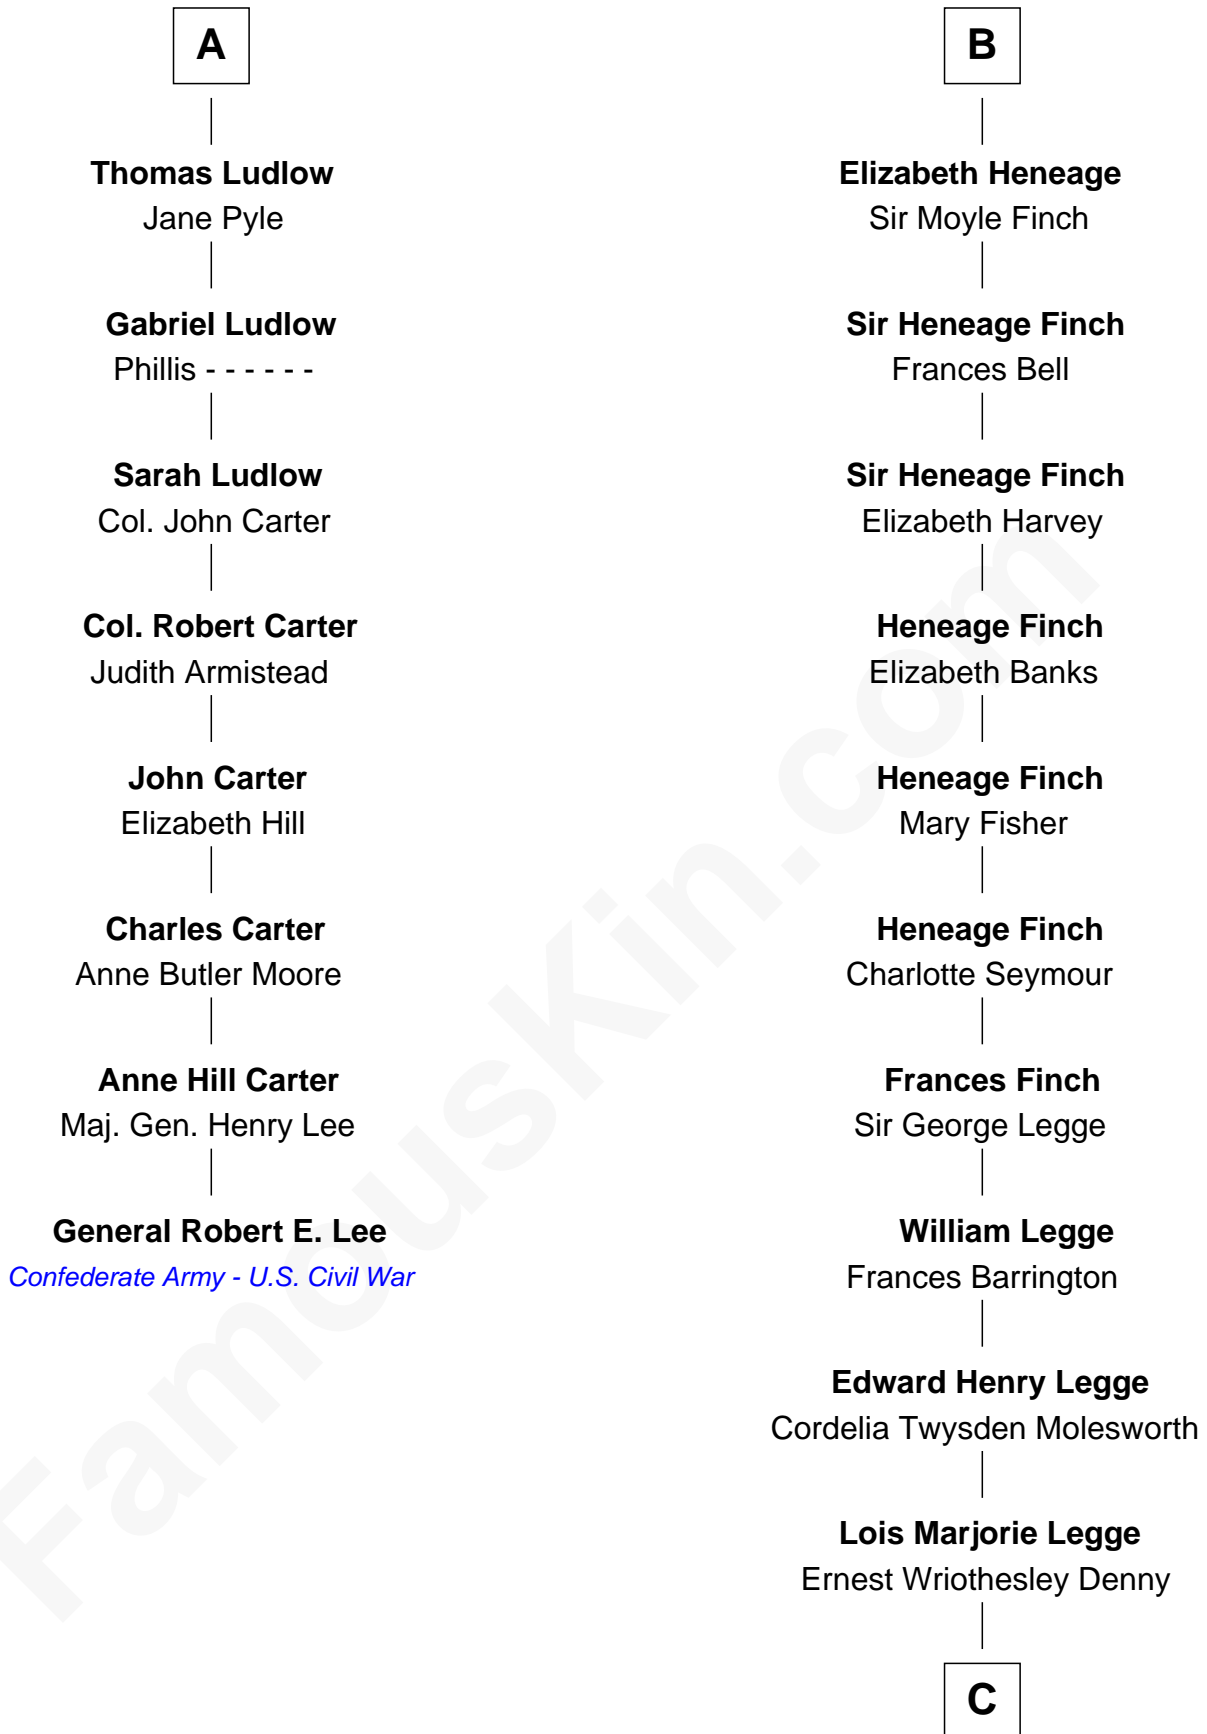 A
Thomas Ludlow
Jane Pyle
Gabriel Ludlow
Phillis - - - - - -
Sarah Ludlow
Col. John Carter
Col. Robert Carter
Judith Armistead
John Carter
Elizabeth Hill
Charles Carter
Anne Butler Moore
Anne Hill Carter
Maj. Gen. Henry Lee
General Robert E. Lee
Confederate Army - U.S. Civil War
B
Elizabeth Heneage
Sir Moyle Finch
Sir Heneage Finch
Frances Bell
Sir Heneage Finch
Elizabeth Harvey
Heneage Finch
Elizabeth Banks
Heneage Finch
Mary Fisher
Heneage Finch
Charlotte Seymour
Frances Finch
Sir George Legge
William Legge
Frances Barrington
Edward Henry Legge
Cordelia Twysden Molesworth
Lois Marjorie Legge
Ernest Wriothesley Denny
C
FamousKin.com